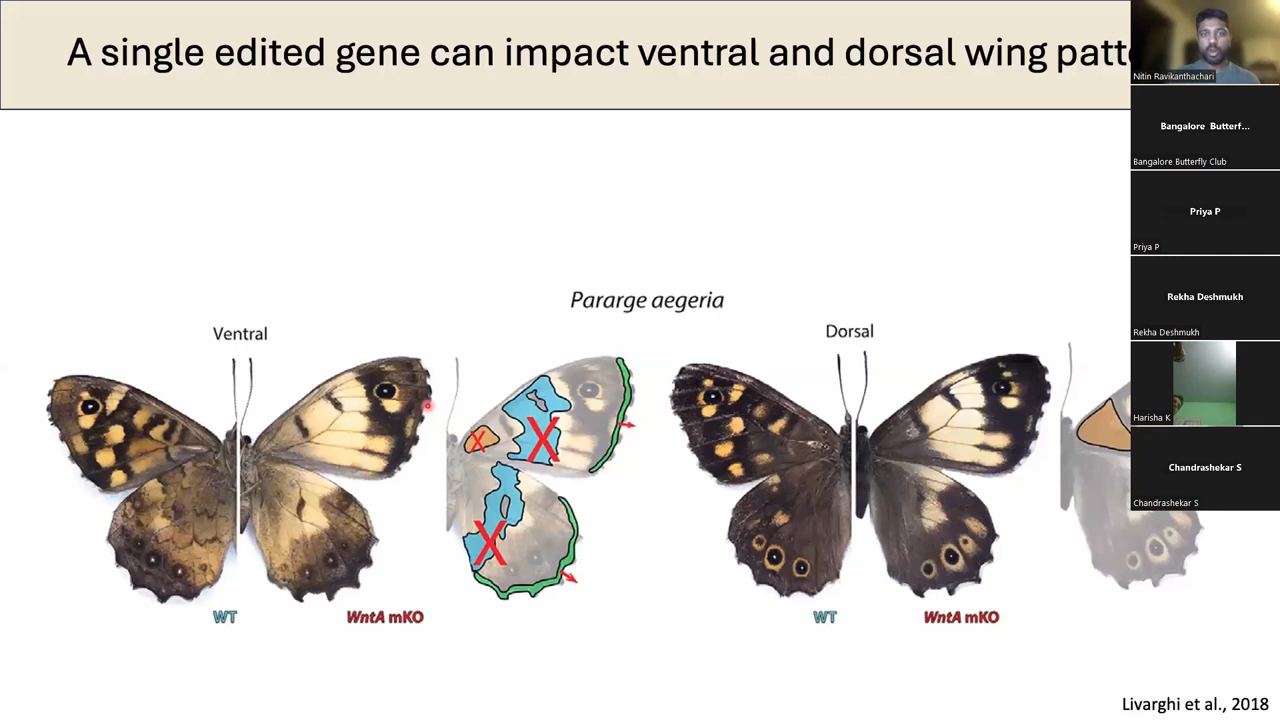 A single edited gene can impact ventral and dorsal wing
Pararge aegeria
Ventral
Dorsal
X
X
X
WT
WntA mKO
WT
WntA mKO
Livarghi et al., 2018
Nitin Ravikanthachari
Bangalore Butterf...
Bangalore Butterfly Club
Priya P
Priya P
Rekha Deshmukh
Rekha Deshmukh
Harisha K
Chandrashekar S
Chandrashekar S